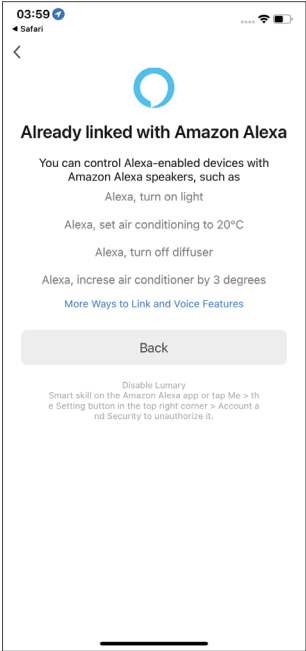 03:59
◀ Safari
Already linked with Amazon Alexa
You can control Alexa-enabled devices with
Amazon Alexa speakers, such as
Alexa, turn on light
Alexa, set air conditioning to 20°C
Alexa, turn off diffuser
Alexa, increse air conditioner by 3 degrees
More Ways to Link and Voice Features
Back
Disable Lumary
Smart skill on the Amazon Alexa app or tap Me > th
e Setting button in the top right corner > Account a
nd Security to unauthorize it.